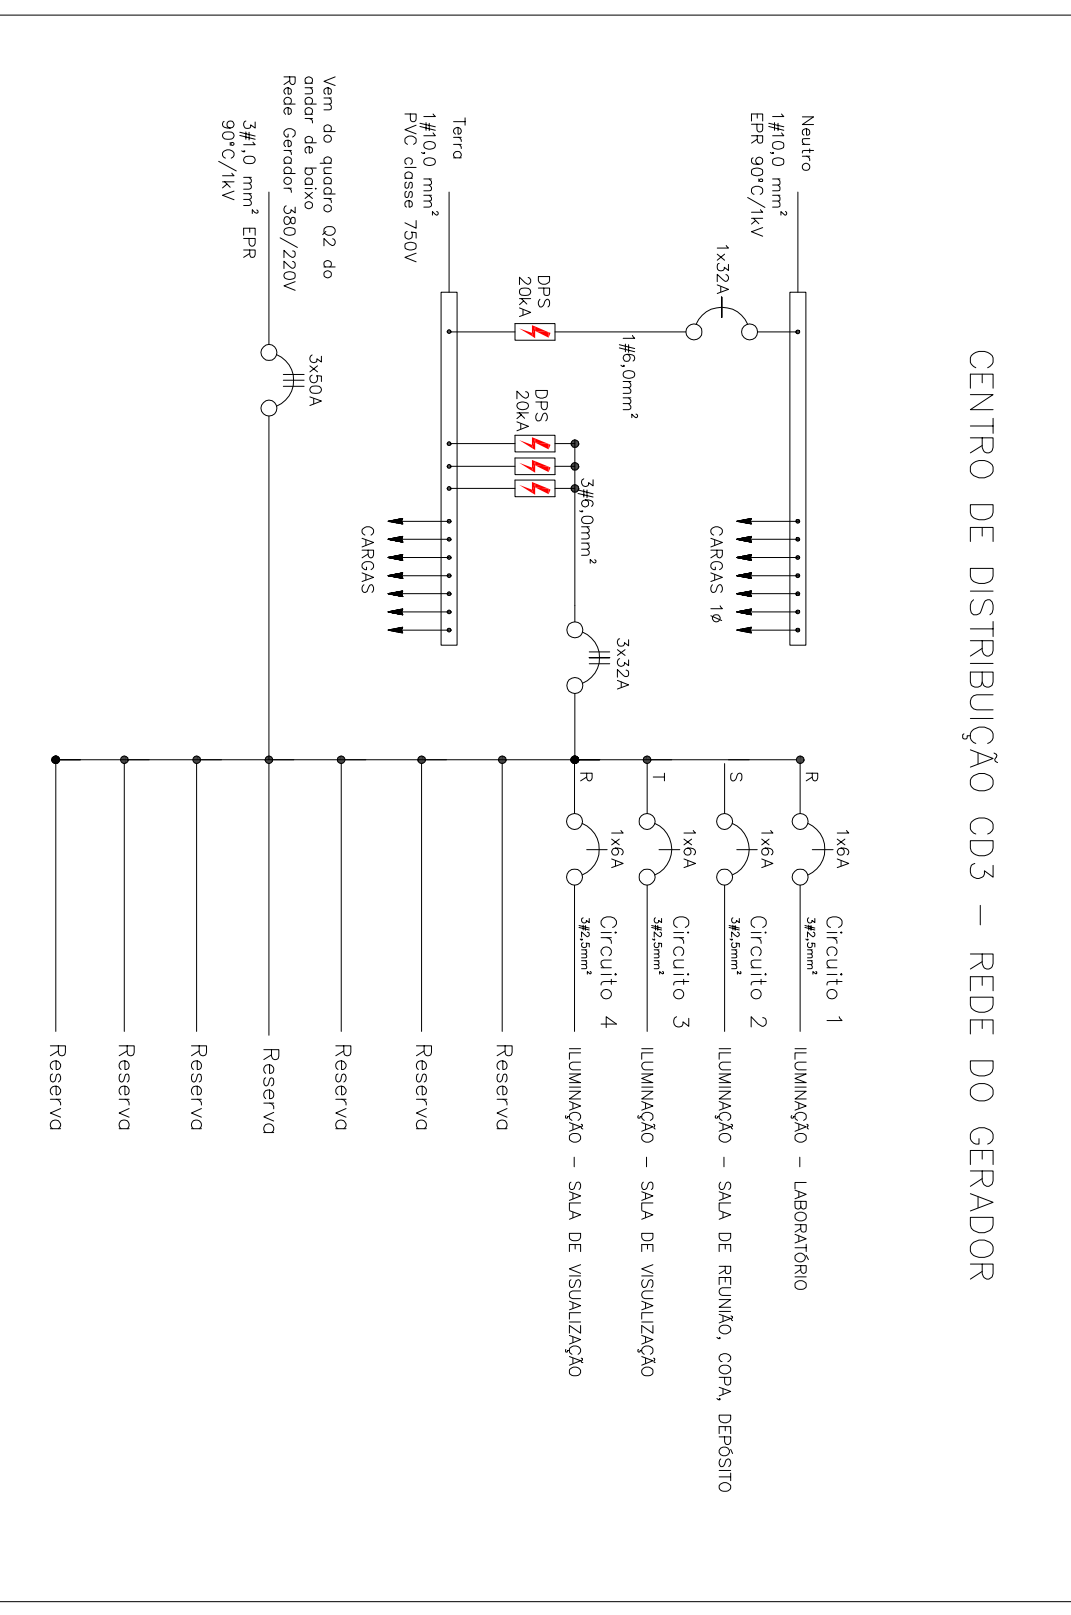 CENTRO DE DISTRIBUIÇÃO CD3 – REDE DO GERADOR
Neutro
1#10,0 mm²
EPR 90°C/1kV
1x32A
1#6,0mm²
DPS
20kA
CARGAS 1ø
Terra
1#10,0 mm²
PVC classe 750V
DPS
20kA
3#6,0mm²
CARGAS
3x32A
Vem do quadro Q2 do
andar de baixo
Rede Gerador 380/220V
3#1,0 mm² EPR
90°C/1kV
3x50A
R
1x6A
Circuito 1
3#2,5mm²
ILUMINAÇÃO – LABORATÓRIO
S
1x6A
Circuito 2
3#2,5mm²
ILUMINAÇÃO – SALA DE REUNIÃO, COPA, DEPÓSITO
T
1x6A
Circuito 3
3#2,5mm²
ILUMINAÇÃO – SALA DE VISUALIZAÇÃO
R
1x6A
Circuito 4
3#2,5mm²
ILUMINAÇÃO – SALA DE VISUALIZAÇÃO
Reserva
Reserva
Reserva
Reserva
Reserva
Reserva
Reserva